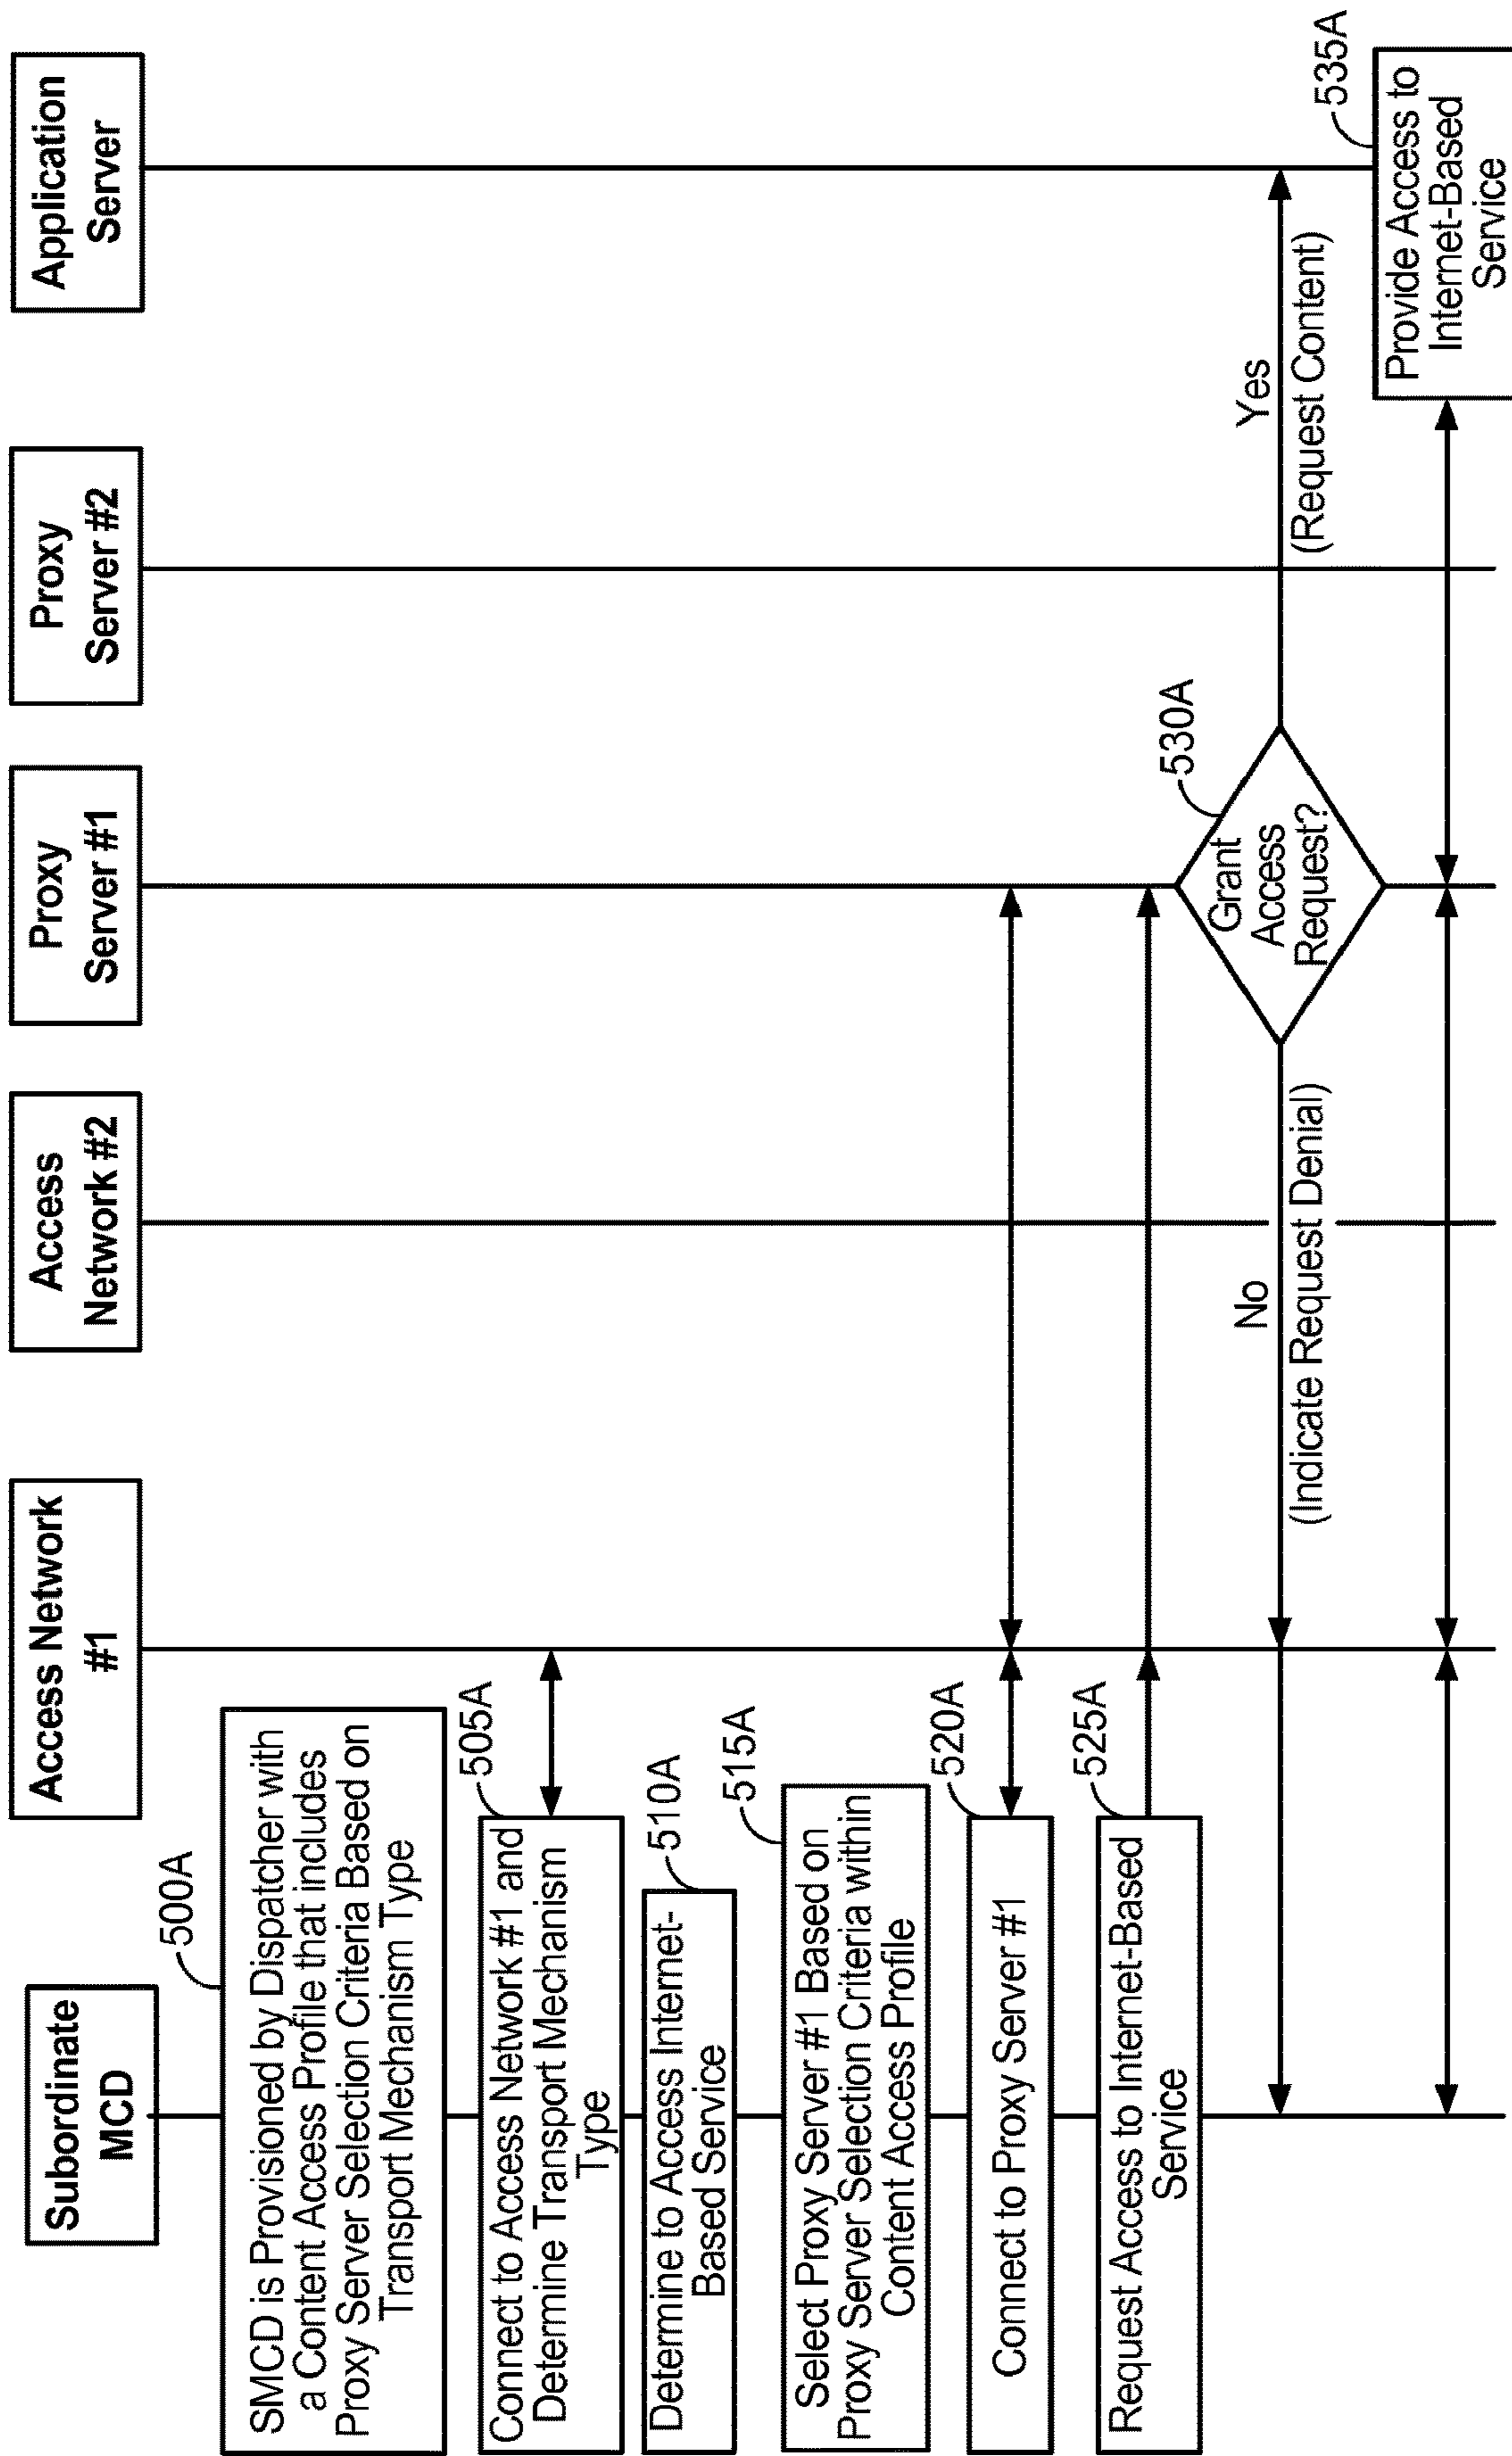 Subordinate
MCD
Access Network
#1
Access
Network #2
Proxy
Server #1
Proxy
Server #2
Application
Server
500A
SMCD is Provisioned by Dispatcher with
a Content Access Profile that includes
Proxy Server Selection Criteria Based on
Transport Mechanism Type
505A
Connect to Access Network #1 and
Determine Transport Mechanism
Type
510A
Determine to Access Internet-
Based Service
515A
Select Proxy Server #1 Based on
Proxy Server Selection Criteria within
Content Access Profile
520A
Connect to Proxy Server #1
525A
Request Access to Internet-Based
Service
530A
Grant
Access
Request?
No
(Indicate Request Denial)
Yes
(Request Content)
535A
Provide Access to
Internet-Based
Service